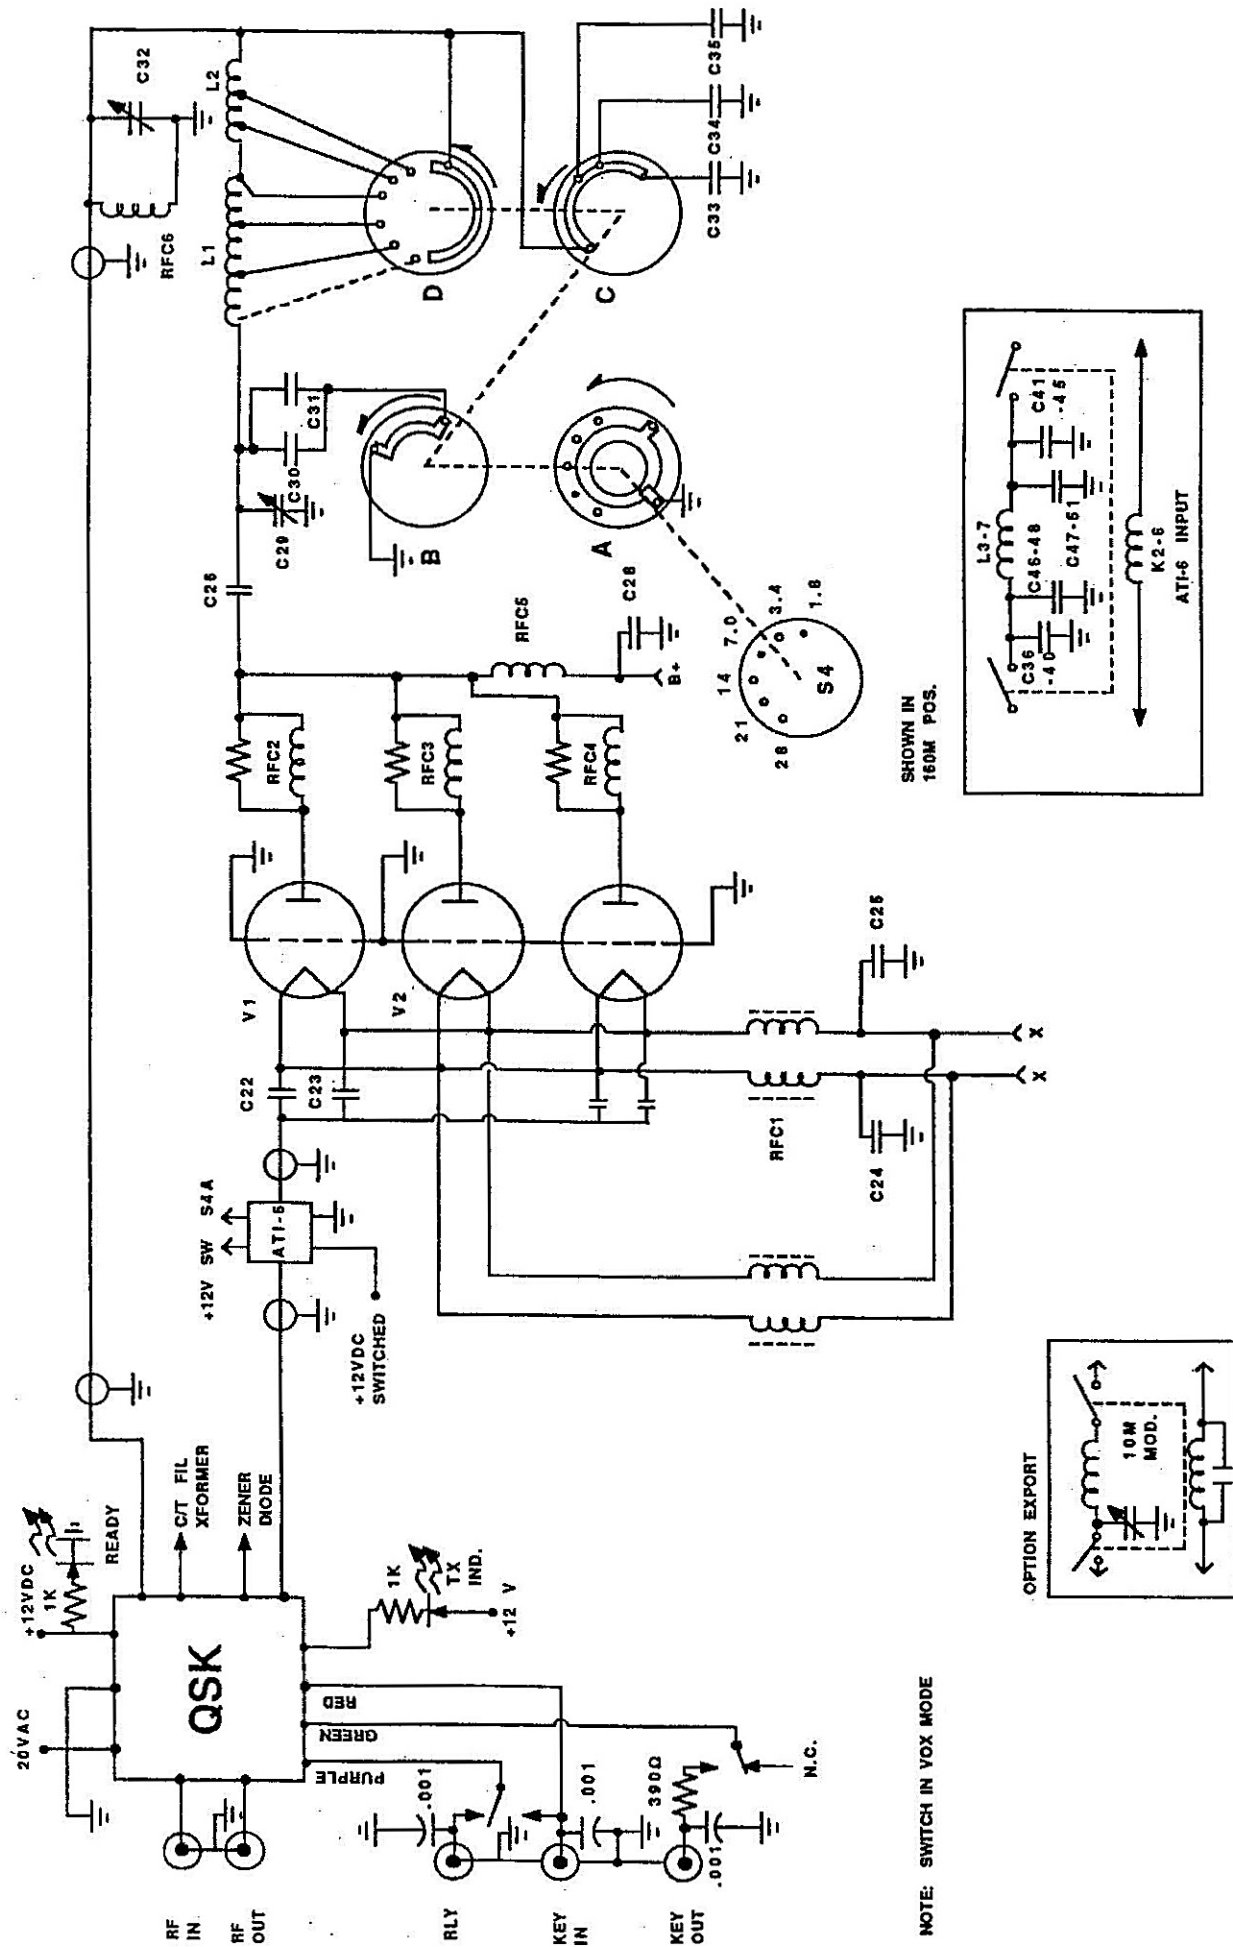 C32
L2
RFC6
L1
D
C
C33
C34
C35
C31
C30
C29
B
A
C26
RFC5
C28
B+
RFC2
RFC3
RFC4
S4
1.8
3.4
7.0
14
21
28
SHOWN IN
160M POS.
L3-7
C41
-45
C46-48
C47-51
C36
-40
K2-6
ATI-6 INPUT
V1
V2
C22
C23
C25
C24
RFC1
X
X
S4A
+12V SW
+12VDC
SWITCHED
+12VDC
1K
READY
C/T FIL
XFORMER
ZENER
DIODE
20VAC
QSK
RED
GREEN
PURPLE
1K
TX
IND.
+12 V
RF
IN
RF
OUT
RLY
KEY
IN
KEY
OUT
.001
.001
390Ω
.001
N.C.
NOTE: SWITCH IN VOX MODE
OPTION EXPORT
10M
MOD.